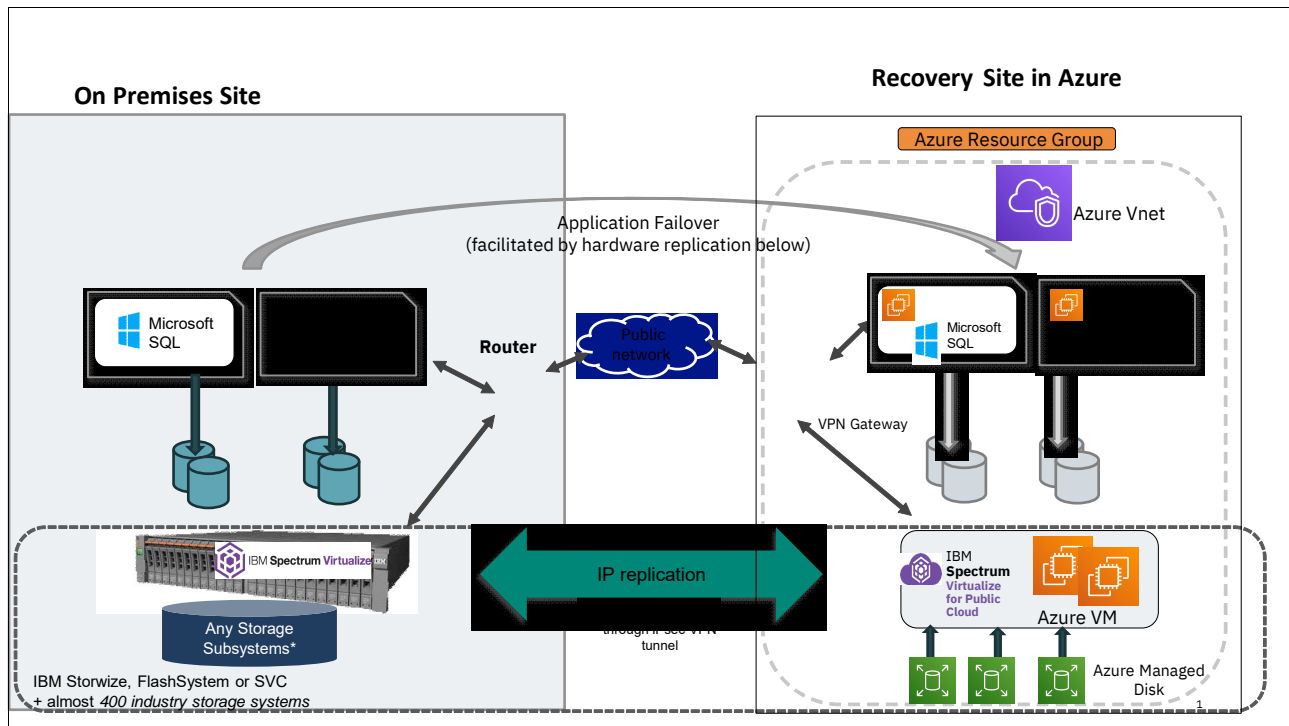 On Premises Site
Recovery Site in Azure
Azure Resource Group
Azure Vnet
Application Failover
(facilitated by hardware replication below)
Microsoft
SQL
Router
Public
network
Microsoft
SQL
VPN Gateway
IBM Spectrum Virtualize
Any Storage
Subsystems*
IBM Storwize, FlashSystem or SVC
+ almost 400 industry storage systems
IP replication
tunnel
IBM
Spectrum
Virtualize
for Public
Cloud
Azure VM
Azure Managed
Disk
1